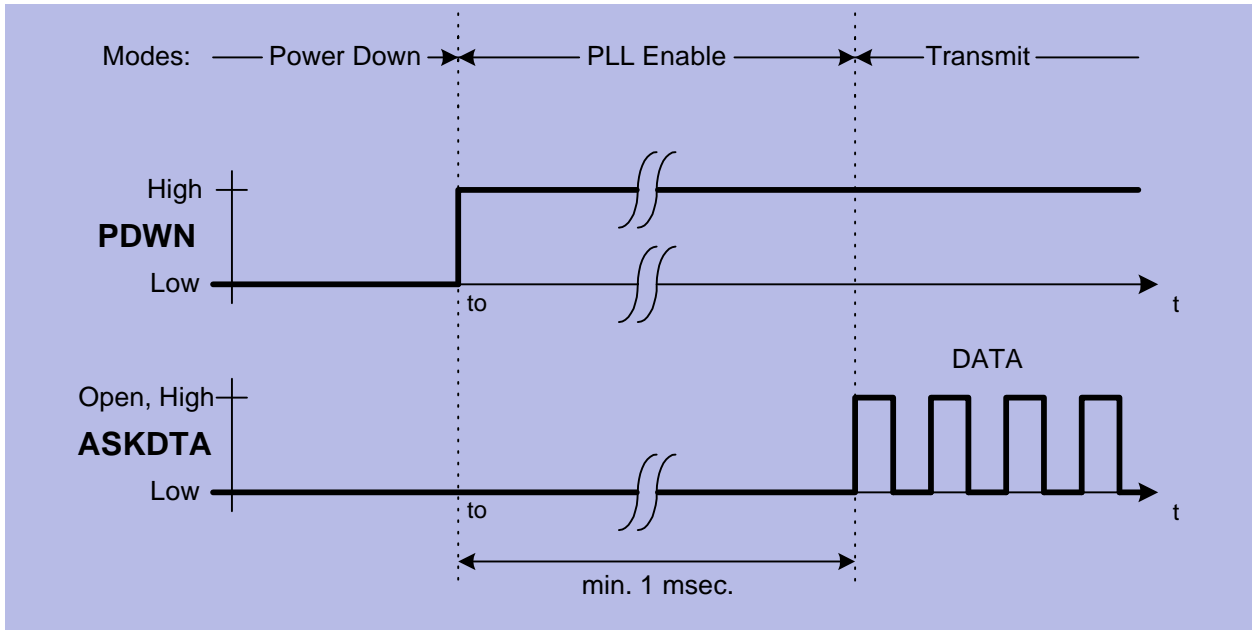 Modes: Power Down PLL Enable Transmit
High
PDWN
Low
to
t
DATA
Open, High
ASKDTA
Low
to
t
min. 1 msec.